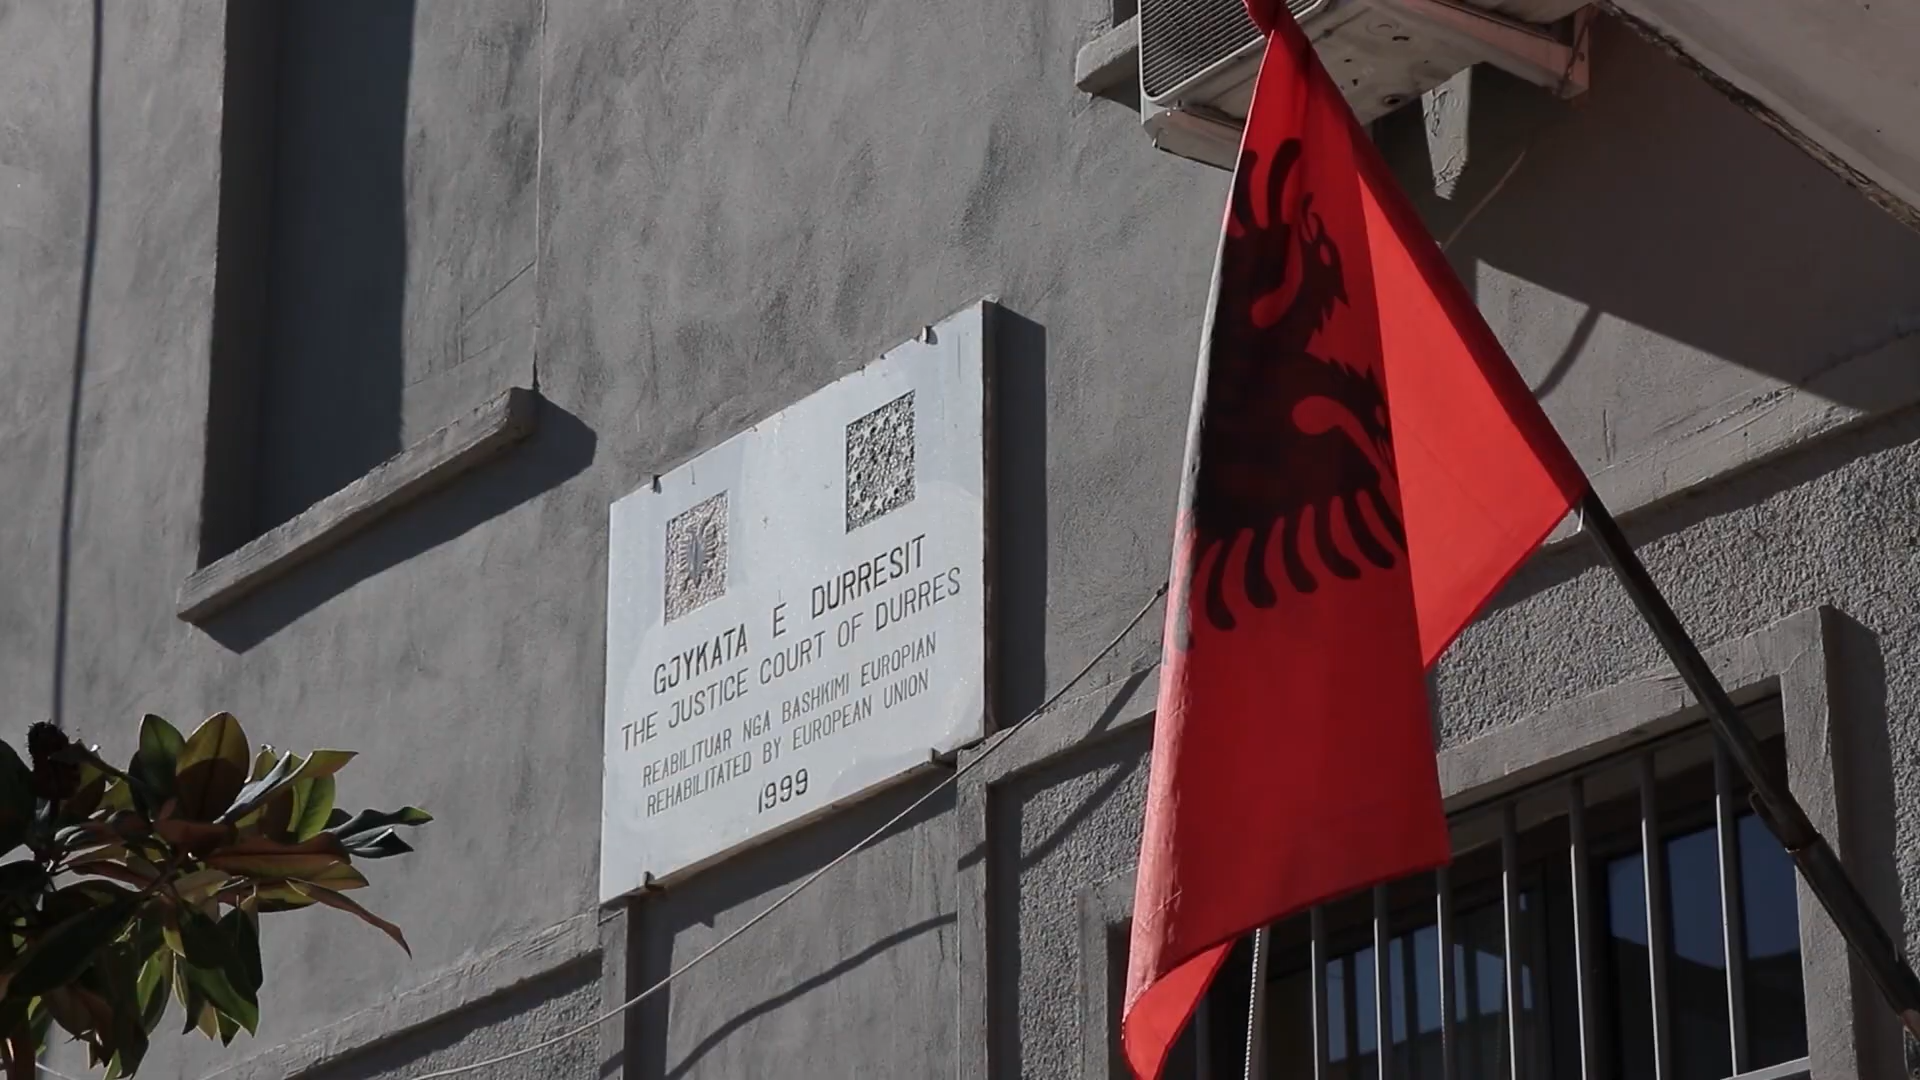 GJYKATA E DURRESIT
THE JUSTICE COURT OF DURRES
REABILITUAR NGA BASHKIMI EUROPIAN
REHABILITATED BY EUROPEAN UNION
1999